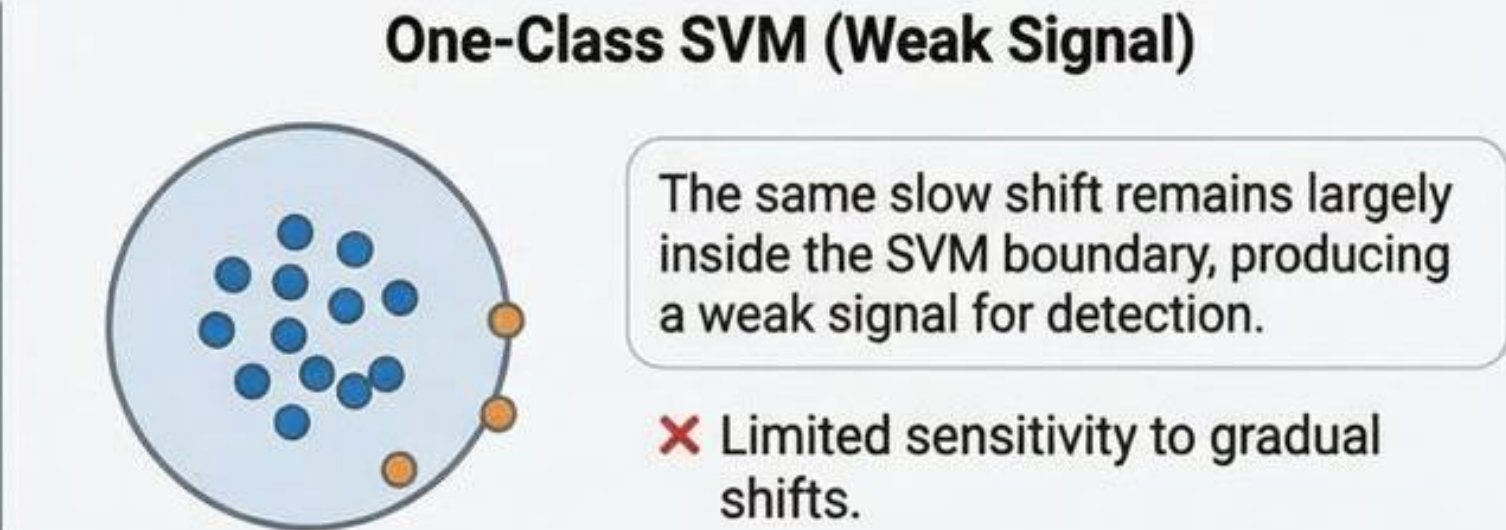 One-Class SVM (Weak Signal)
The same slow shift remains largely
inside the SVM boundary, producing
a weak signal for detection.
❌ Limited sensitivity to gradual
shifts.